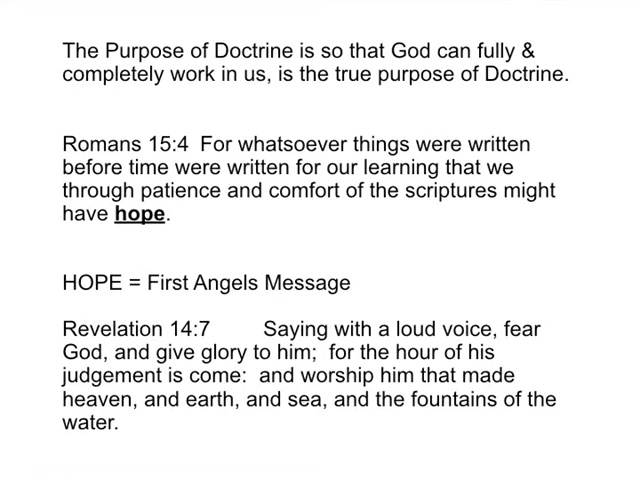 The Purpose of Doctrine is so that God can fully &
completely work in us, is the true purpose of Doctrine.
Romans 15:4  For whatsoever things were written
before time were written for our learning that we
through patience and comfort of the scriptures might
have hope.
HOPE = First Angels Message
Revelation 14:7        Saying with a loud voice, fear
God, and give glory to him;  for the hour of his
judgement is come:  and worship him that made
heaven, and earth, and sea, and the fountains of the
water.